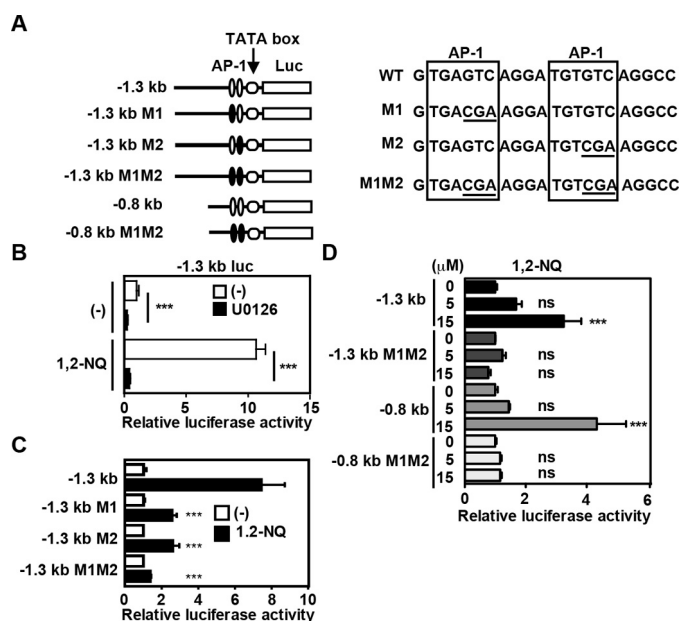 A
TATA box
AP-1 Luc
-1.3 kb
-1.3 kb M1
-1.3 kb M2
-1.3 kb M1M2
-0.8 kb
-0.8 kb M1M2
AP-1 AP-1
WT G TGAGTC AGGA TGTGTC AGGCC
M1 G TGACGA AGGA TGTGTC AGGCC
M2 G TGAGTC AGGA TGTCGA AGGCC
M1M2 G TGACGA AGGA TGTCGA AGGCC
B
-1.3 kb luc
(-)
U0126
(-)
***
1,2-NQ
***
0 5 10 15
Relative luciferase activity
C
-1.3 kb
-1.3 kb M1 ***
-1.3 kb M2 ***
-1.3 kb M1M2 ***
(-)
1.2-NQ
0 2 4 6 8 10
Relative luciferase activity
D
(μM) 1,2-NQ
-1.3 kb
0
5 ns
15 ***
-1.3 kb M1M2
0
5 ns
15 ns
-0.8 kb
0
5 ns
15 ***
-0.8 kb M1M2
0
5 ns
15 ns
0 2 4 6
Relative luciferase activity